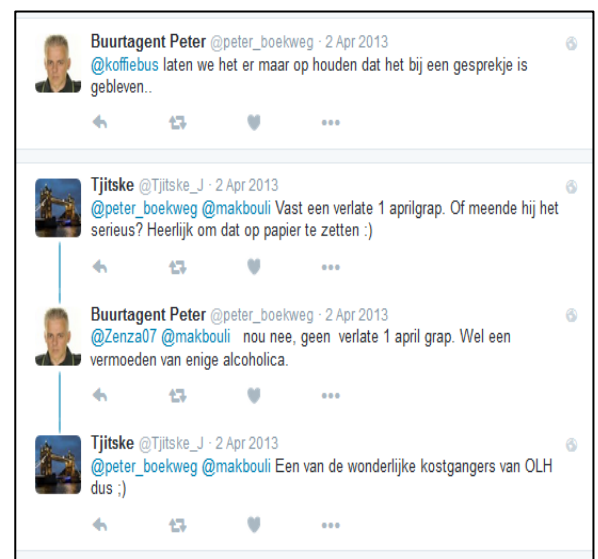 Buurtagent Peter @peter_boekweg · 2 Apr 2013
@koffiebus laten we het er maar op houden dat het bij een gesprekje is
gebleven..
Tjitske @Tjitske_J · 2 Apr 2013
@peter_boekweg @makbouli Vast een verlate 1 aprilgrap. Of meende hij het
serieus? Heerlijk om dat op papier te zetten :)
Buurtagent Peter @peter_boekweg · 2 Apr 2013
@Zenza07 @makbouli nou nee, geen verlate 1 april grap. Wel een
vermoeden van enige alcoholica.
Tjitske @Tjitske_J · 2 Apr 2013
@peter_boekweg @makbouli Een van de wonderlijke kostgangers van OLH
dus ;)